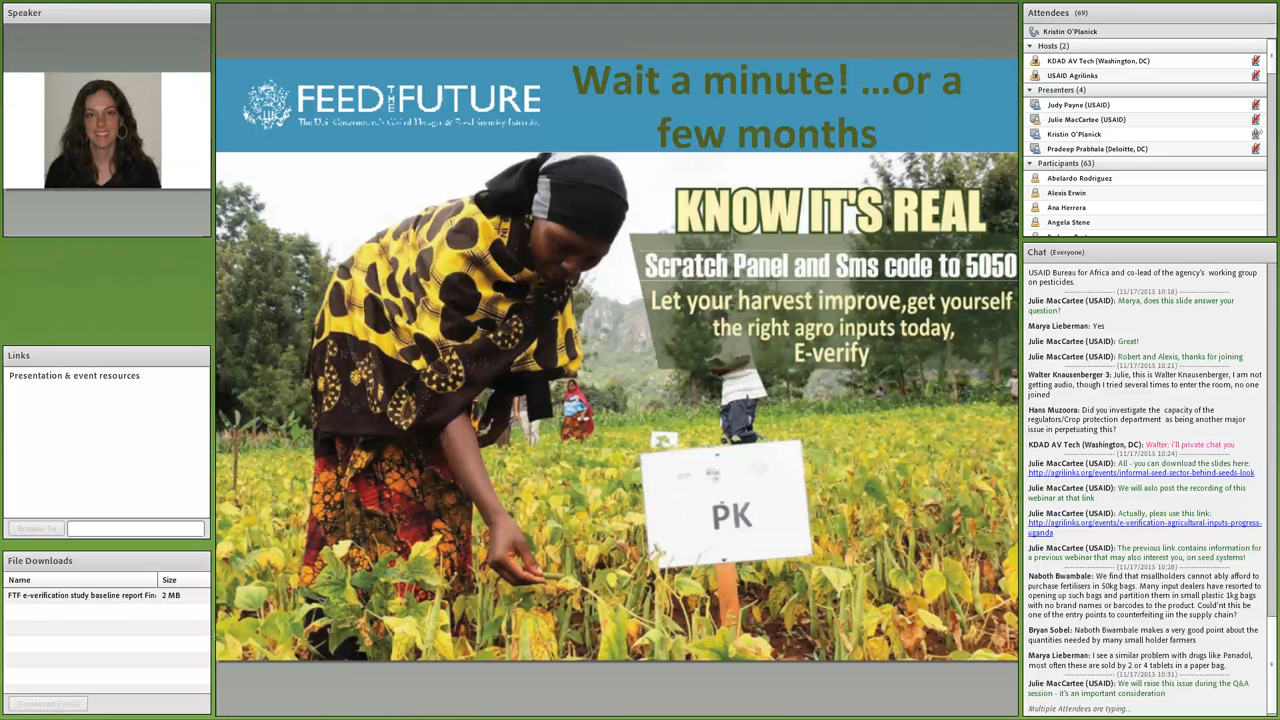 Speaker
Links
Presentation & event resources
Browse To
File Downloads
Name
Size
FTF e-verification study baseline report Fin
2 MB
Download File(s)
FEED THE FUTURE
The U.S. Government's Global Hunger & Food Security Initiative
Wait a minute! ...or a
few months
KNOW IT'S REAL
Scratch Panel and Sms code to 5050
Let your harvest improve,get yourself
the right agro inputs today,
E-verify
PK
Attendees (69)
Kristin O'Planick
Hosts (2)
KDAD AV Tech (Washington, DC)
USAID Agrilinks
Presenters (4)
Judy Payne (USAID)
Julie MacCartee (USAID)
Kristin O'Planick
Pradeep Prabhala (Deloitte, DC)
Participants (63)
Abelardo Rodriguez
Alexis Erwin
Ana Herrera
Angela Stene
Chat (Everyone)
USAID Bureau for Africa and co-lead of the agency's working group
on pesticides.
(11/17/2015 10:18)
Julie MacCartee (USAID): Marya, does this slide answer your
question?
Marya Lieberman: Yes
Julie MacCartee (USAID): Great!
Julie MacCartee (USAID): Robert and Alexis, thanks for joining
(11/17/2015 10:21)
Walter Knausenberger 3: Julie, this is Walter Knausenberger, I am not
getting audio, though I tried several times to enter the room, no one
joined
Hans Muzoora: Did you investigate the capacity of the
regulators/Crop protection department as being another major
issue in perpetuating this?
KDAD AV Tech (Washington, DC): Walter: i'll private chat you
(11/17/2015 10:24)
Julie MacCartee (USAID): All - you can download the slides here:
http://agrilinks.org/events/informal-seed-sector-behind-seeds-look
Julie MacCartee (USAID): We will aslo post the recording of this
webinar at that link
Julie MacCartee (USAID): Actually, pleae use this link:
http://agrilinks.org/events/e-verification-agricultural-inputs-progress-
uganda
Julie MacCartee (USAID): The previous link contains information for
a previous webinar that may also interest you, on seed systems!
(11/17/2015 10:28)
Naboth Bwambale: We find that msallholders cannot ably afford to
purchase fertilisers in 50kg bags. Many input dealers have resorted to
opening up such bags and partition them in small plastic 1kg bags
with no brand names or barcodes to the product. Could'nt this be
one of the entry points to counterfeiting iin the supply chain?
Bryan Sobel: Naboth Bwambale makes a very good point about the
quantities needed by many small holder farmers
Marya Lieberman: I see a similar problem with drugs like Panadol,
most often these are sold by 2 or 4 tablets in a paper bag.
(11/17/2015 10:31)
Julie MacCartee (USAID): We will raise this issue during the Q&A
session - it's an important consideration
Multiple Attendees are typing...